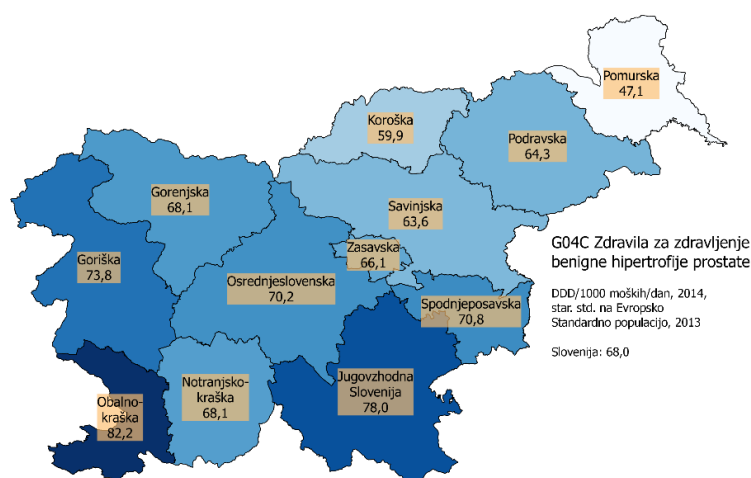 Pomurska
47,1
Koroška
59,9
Podravska
64,3
Gorenjska
68,1
Savinjska
63,6
Zasavska
66,1
Goriška
73,8
Osrednjeslovenska
70,2
Spodnjeposavska
70,8
Obalno-
kraška
82,2
Notranjsko-
kraška
68,1
Jugovzhodna
Slovenija
78,0
G04C Zdravila za zdravljenje
benigne hipertrofije prostate
DDD/1000 moških/dan, 2014,
star. std. na Evropsko
Standardno populacijo, 2013
Slovenija: 68,0